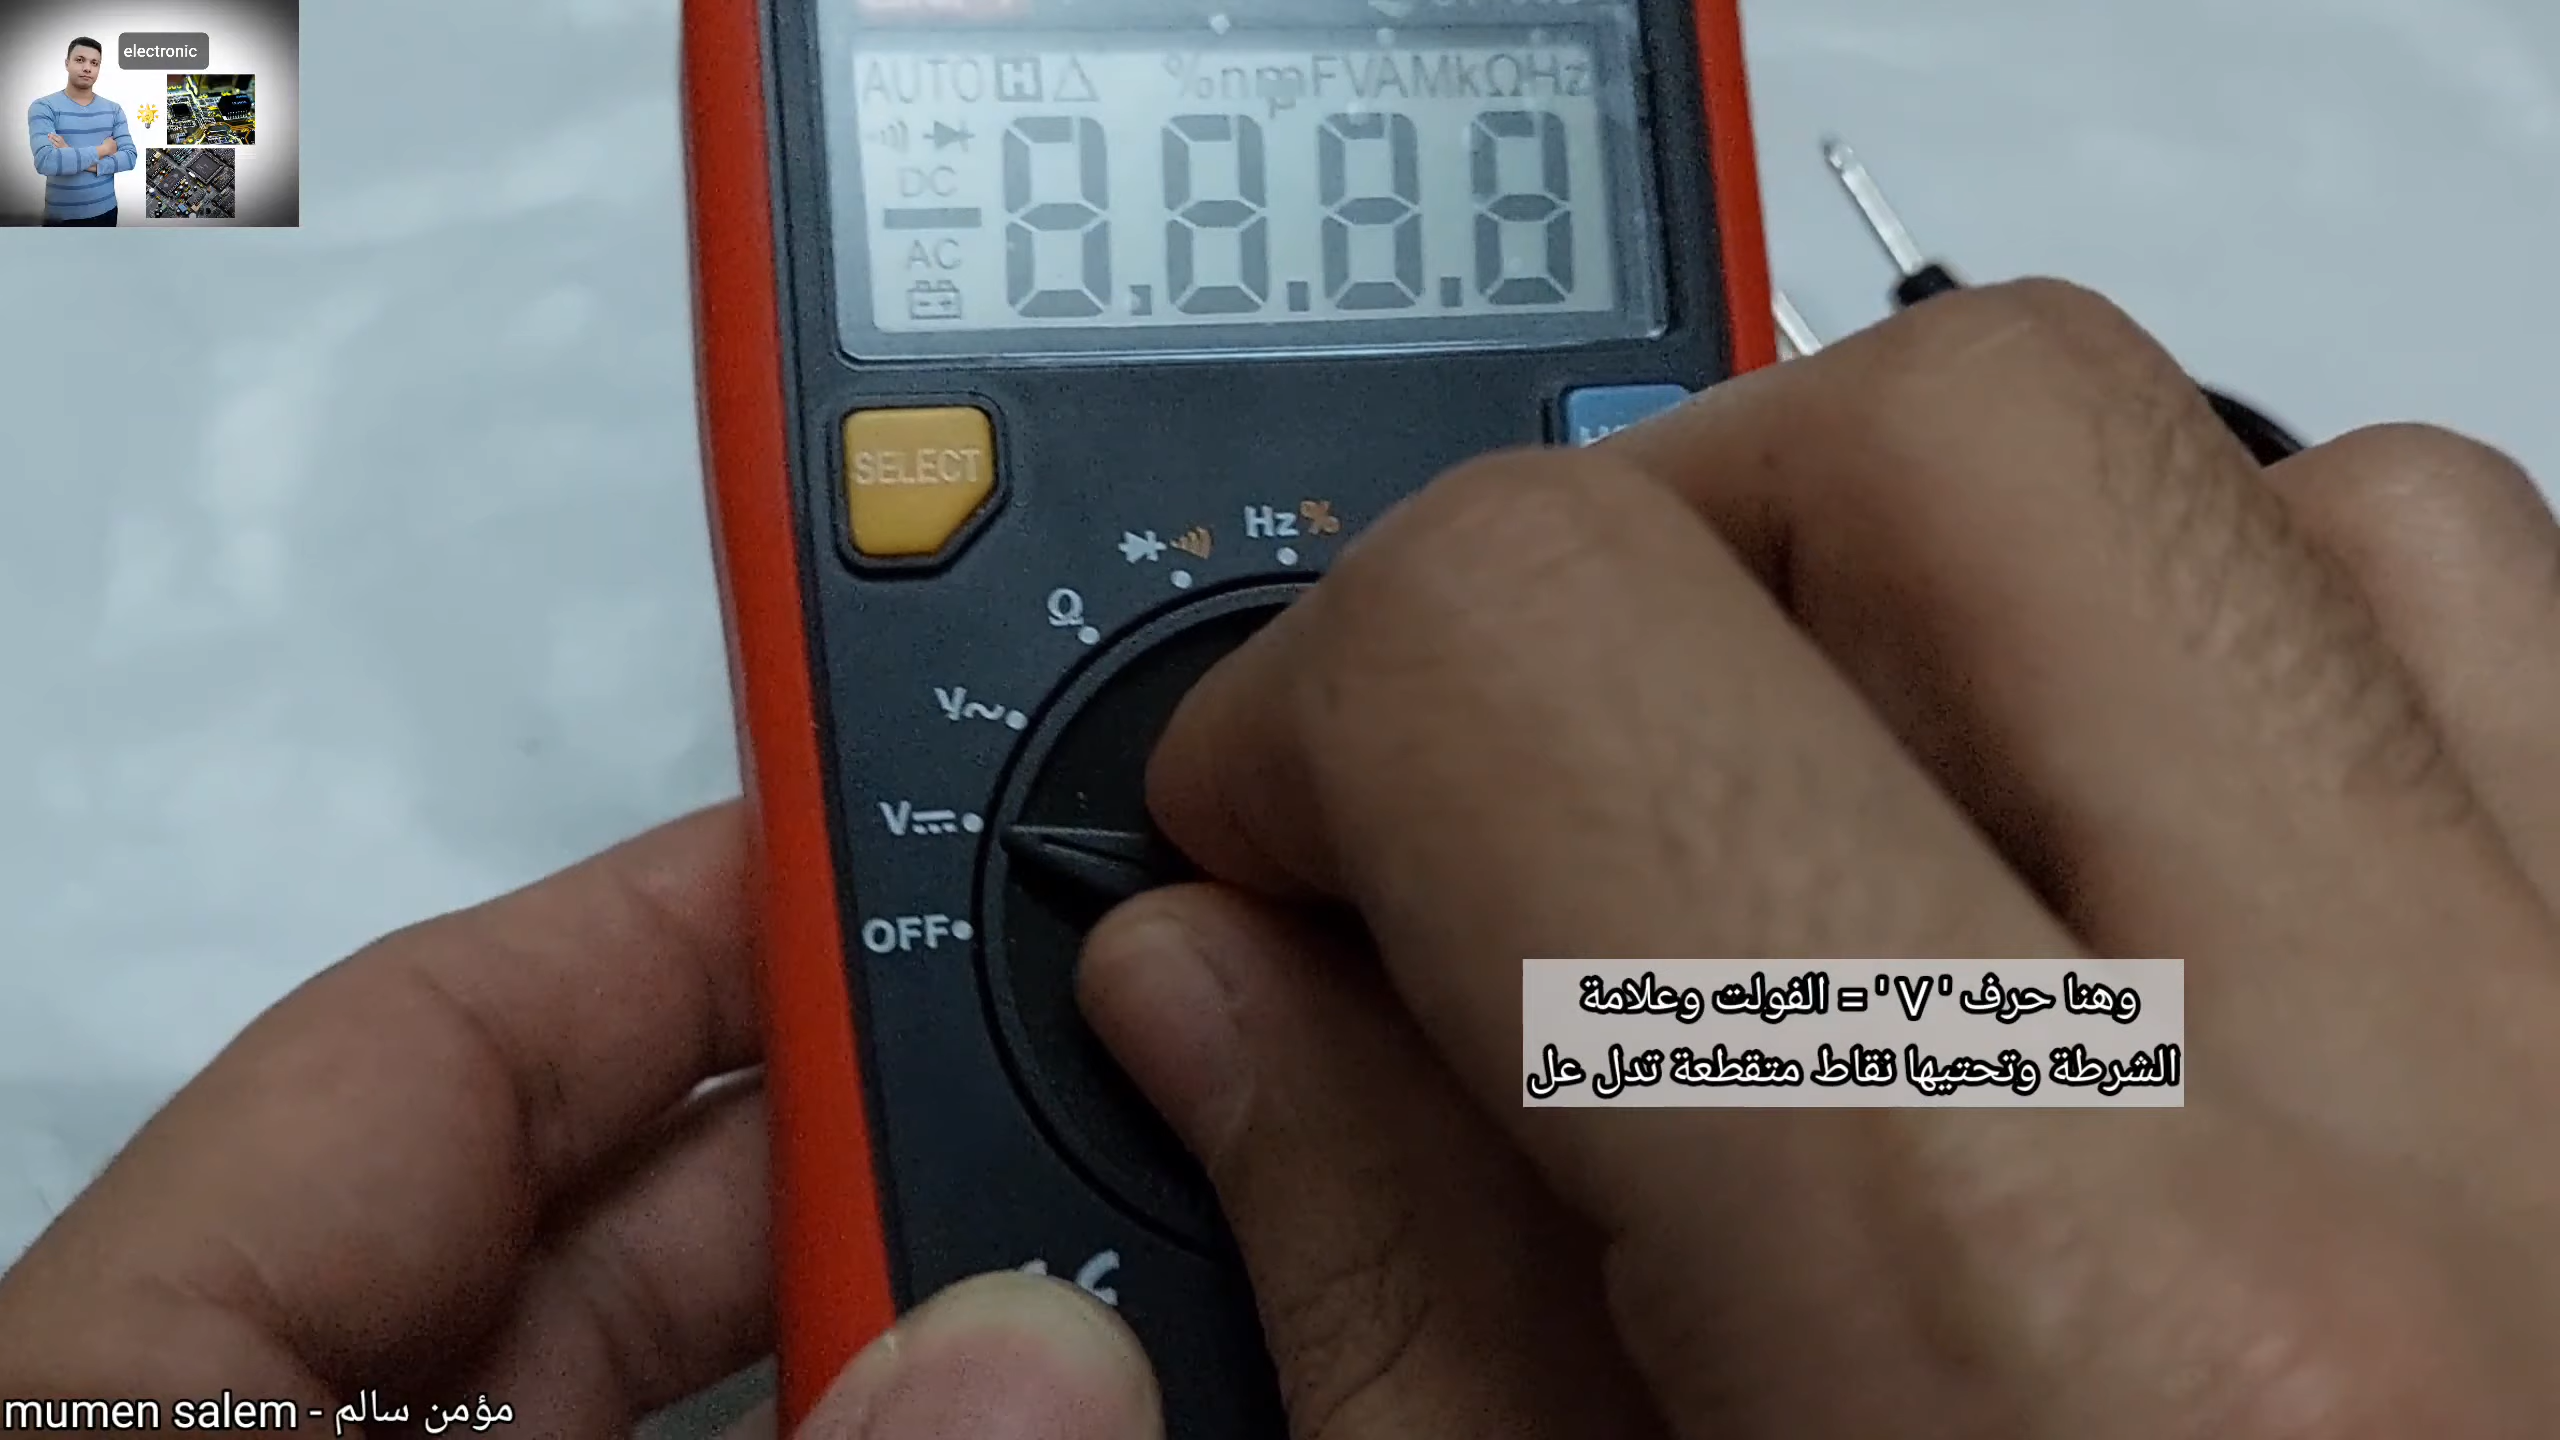 electronic
AUTO H △ %nmFVAMkΩHz
μ
DC
8.8.8.8
AC
SELECT
Hz%
Ω
V~
V⎓
OFF
وهنا حرف ' V ' = الفولت وعلامة
الشرطة وتحتيها نقاط متقطعة تدل عل
mumen salem - مؤمن سالم